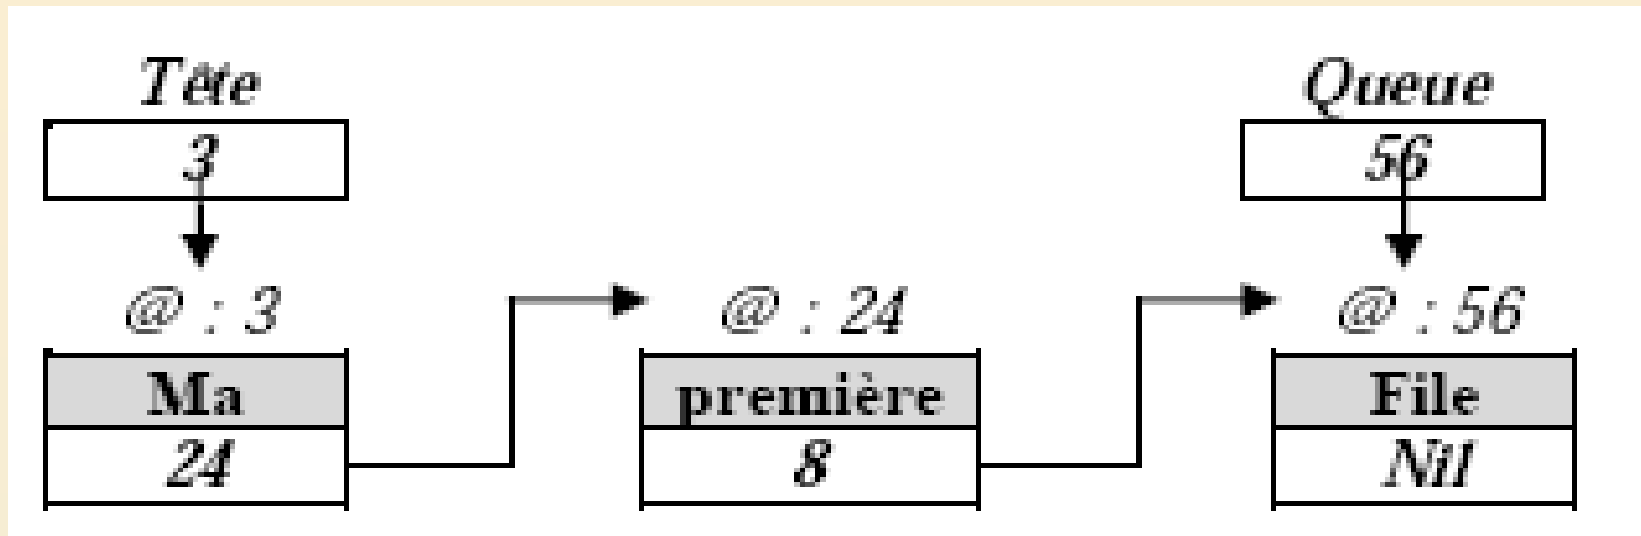 Tête Queue
3 56
@ : 3 @ : 24 @ : 56
Ma première File
24 8 Nil